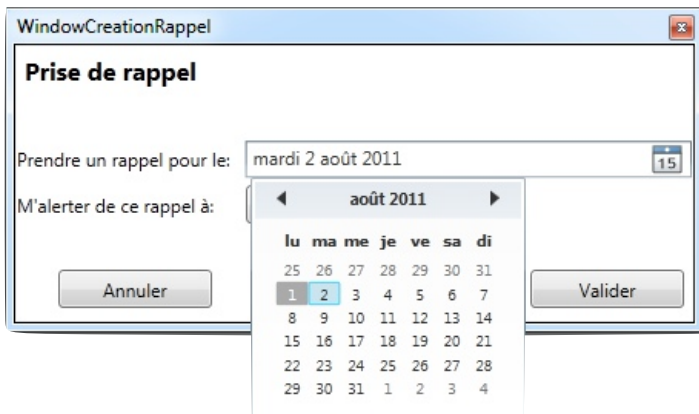 WindowCreationRappel
Prise de rappel
Prendre un rappel pour le: mardi 2 août 2011 15
M'alerter de ce rappel à:
août 2011
lu ma me je ve sa di
25 26 27 28 29 30 31
1 2 3 4 5 6 7
Annuler Valider
8 9 10 11 12 13 14
15 16 17 18 19 20 21
22 23 24 25 26 27 28
29 30 31 1 2 3 4